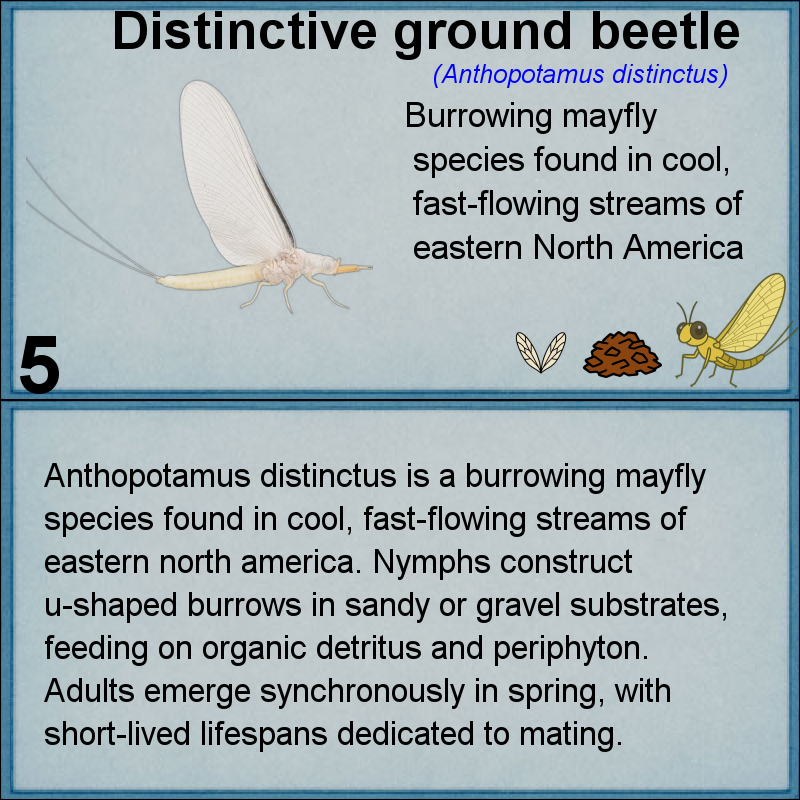 Distinctive ground beetle
(Anthopotamus distinctus)
Burrowing mayfly
species found in cool,
fast-flowing streams of
eastern North America
5
Anthopotamus distinctus is a burrowing mayfly
species found in cool, fast-flowing streams of
eastern north america. Nymphs construct
u-shaped burrows in sandy or gravel substrates,
feeding on organic detritus and periphyton.
Adults emerge synchronously in spring, with
short-lived lifespans dedicated to mating.